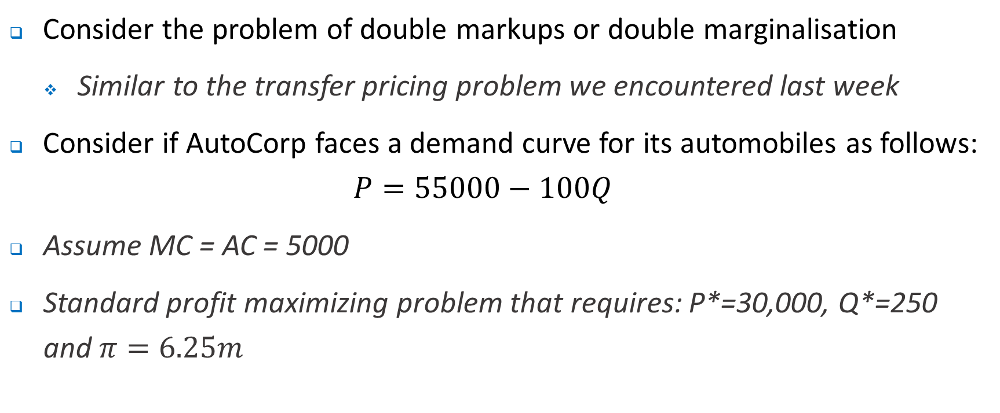 Consider the problem of double markups or double marginalisation
Similar to the transfer pricing problem we encountered last week
Consider if AutoCorp faces a demand curve for its automobiles as follows:
P = 55000 − 100Q
Assume MC = AC = 5000
Standard profit maximizing problem that requires: P*=30,000, Q*=250
and π = 6.25m